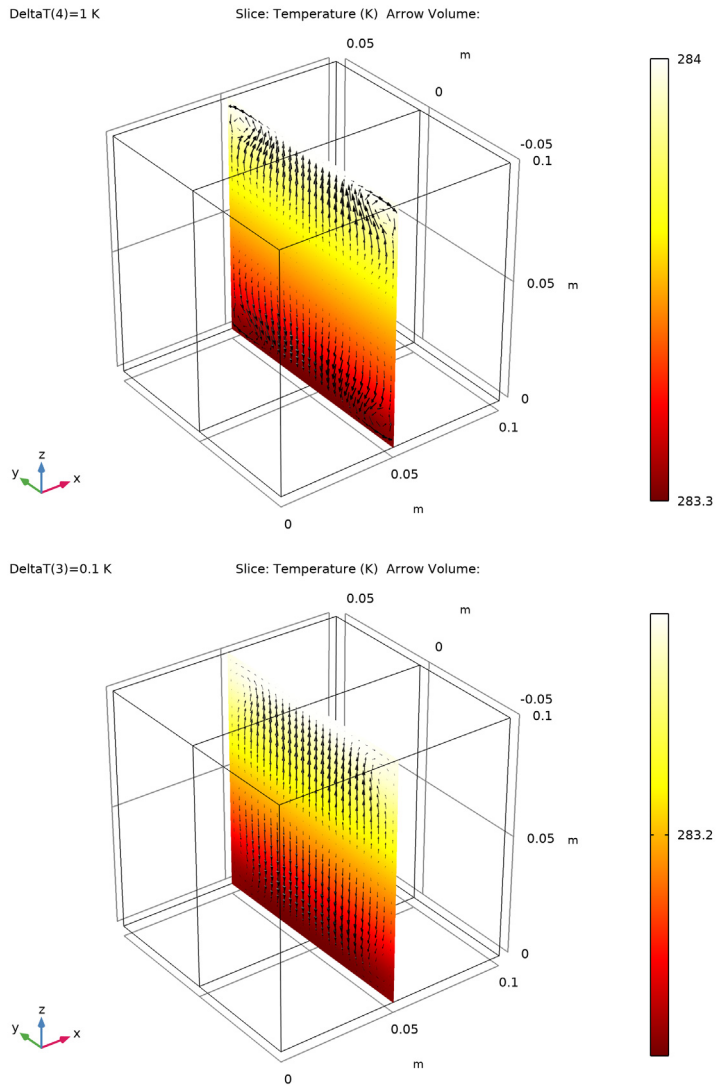 DeltaT(4)=1 K Slice: Temperature (K) Arrow Volume:
0.05
m
284
0
-0.05
0.1
0.05 m
0
0.1
z
y
x
0.05
283.3
m
0
DeltaT(3)=0.1 K Slice: Temperature (K) Arrow Volume:
0.05
m
0
-0.05
0.1
0.05 m
283.2
0
0.1
z
y
x
0.05
m
0